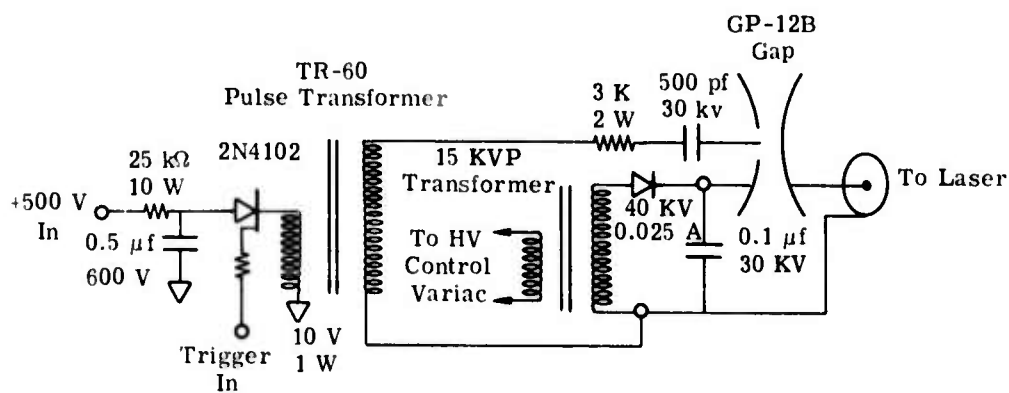 GP-12B
Gap
TR-60
Pulse Transformer
500 pf
30 kv
3 K
2 W
25 kΩ
10 W
2N4102
15 KVP
Transformer
+500 V
In
0.5 μf
600 V
To HV
Control
Variac
40 KV
0.025 A
0.1 μf
30 KV
To Laser
10 V
1 W
Trigger
In